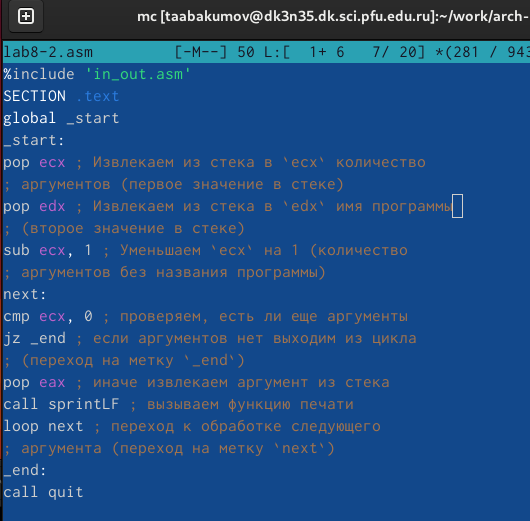 mc [taabakumov@dk3n35.dk.sci.pfu.edu.ru]:~/work/arch-
lab8-2.asm [-M--] 50 L:[ 1+ 6 7/ 20] *(281 / 943
%include 'in_out.asm'
SECTION .text
global _start
_start:
pop ecx ; Извлекаем из стека в `ecx` количество
; аргументов (первое значение в стеке)
pop edx ; Извлекаем из стека в `edx` имя программы
; (второе значение в стеке)
sub ecx, 1 ; Уменьшаем `ecx` на 1 (количество
; аргументов без названия программы)
next:
cmp ecx, 0 ; проверяем, есть ли еще аргументы
jz _end ; если аргументов нет выходим из цикла
; (переход на метку `_end`)
pop eax ; иначе извлекаем аргумент из стека
call sprintLF ; вызываем функцию печати
loop next ; переход к обработке следующего
; аргумента (переход на метку `next`)
_end:
call quit